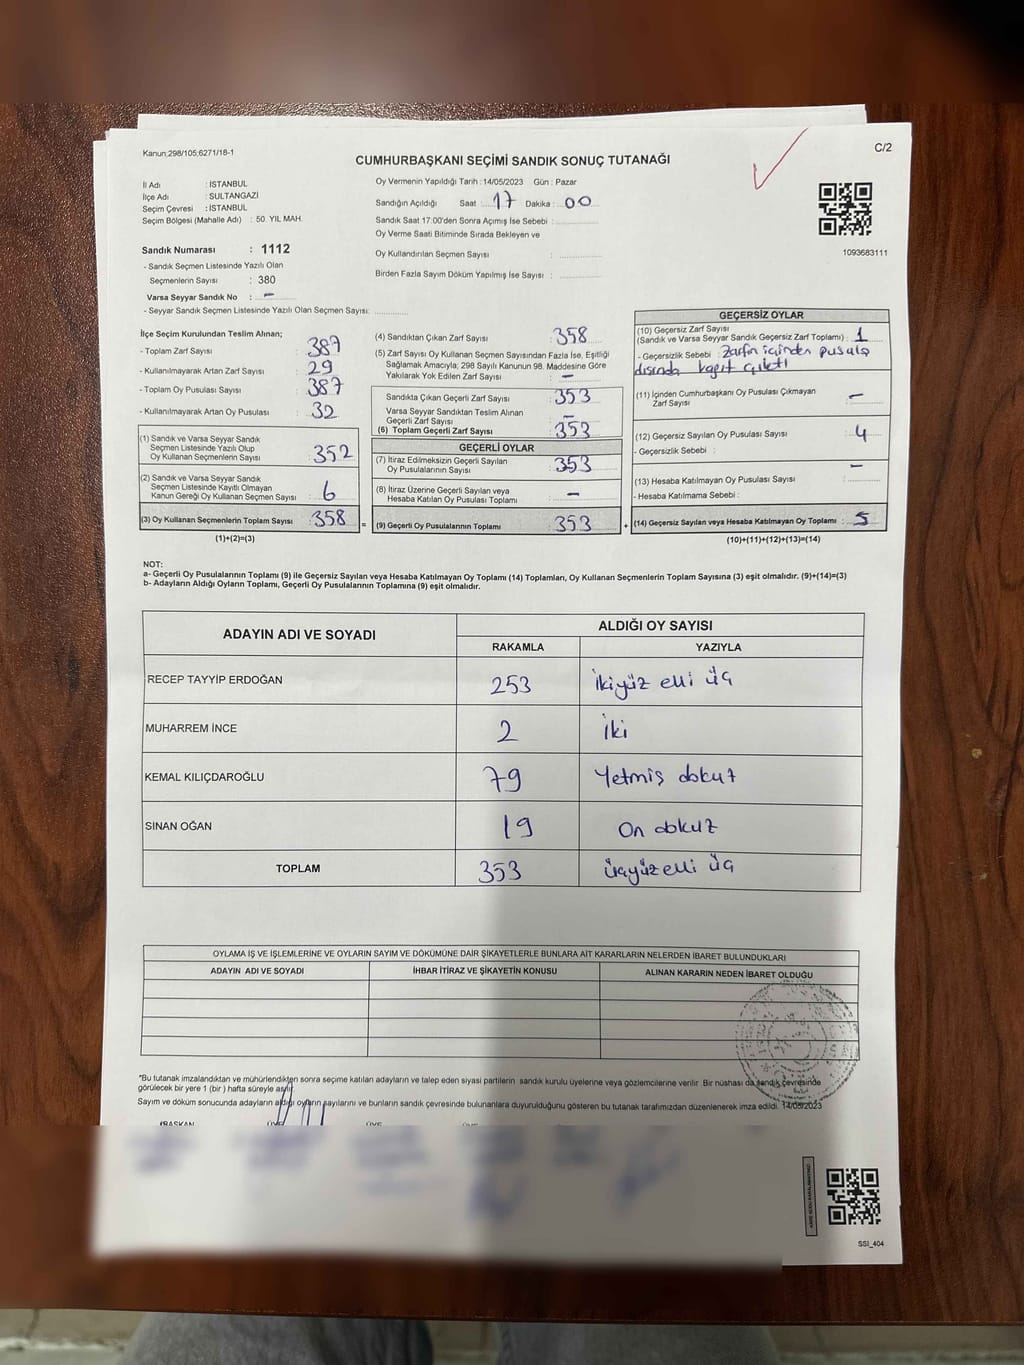 Kanun;298/105;6271/18-1
C/2
CUMHURBAŞKANI SEÇİMİ SANDIK SONUÇ TUTANAĞI
İl Adı : İSTANBUL
İlçe Adı : SULTANGAZİ
Seçim Çevresi : İSTANBUL
Seçim Bölgesi (Mahalle Adı) : 50. YIL MAH.
Sandık Numarası : 1112
- Sandık Seçmen Listesinde Yazılı Olan
Seçmenlerin Sayısı : 380
Varsa Seyyar Sandık No : -
- Seyyar Sandık Seçmen Listesinde Yazılı Olan Seçmen Sayısı: ............
Oy Vermenin Yapıldığı Tarih : 14/05/2023 Gün : Pazar
Sandığın Açıldığı Saat : 17 Dakika : 00
Sandık Saat 17:00'den Sonra Açımış İse Sebebi : ............
Oy Verme Saati Bitiminde Sırada Bekleyen ve
Oy Kullandırılan Seçmen Sayısı : ............
Birden Fazla Sayım Döküm Yapılmış İse Sayısı : ............
1093683111
İlçe Seçim Kurulundan Teslim Alınan;
- Toplam Zarf Sayısı : 387
- Kullanılmayarak Artan Zarf Sayısı : 29
- Toplam Oy Pusulası Sayısı : 387
- Kullanılmayarak Artan Oy Pusulası : 32
(1) Sandık ve Varsa Seyyar Sandık
Seçmen Listesinde Yazılı Olup
Oy Kullanan Seçmenlerin Sayısı : 352
(2) Sandık ve Varsa Seyyar Sandık
Seçmen Listesinde Kayıtlı Olmayan
Kanun Gereği Oy Kullanan Seçmen Sayısı : 6
(3) Oy Kullanan Seçmenlerin Toplam Sayısı : 358 =
(1)+(2)=(3)
(4) Sandıktan Çıkan Zarf Sayısı : 358
(5) Zarf Sayısı Oy Kullanan Seçmen Sayısından Fazla İse, Eşitliği
Sağlamak Amacıyla; 298 Sayılı Kanunun 98. Maddesine Göre
Yakılarak Yok Edilen Zarf Sayısı : -
Sandıkta Çıkan Geçerli Zarf Sayısı : 353
Varsa Seyyar Sandıktan Teslim Alınan
Geçerli Zarf Sayısı : -
(6) Toplam Geçerli Zarf Sayısı : 353
GEÇERLİ OYLAR
(7) İtiraz Edilmeksizin Geçerli Sayılan
Oy Pusulalarının Sayısı : 353
(8) İtiraz Üzerine Geçerli Sayılan veya
Hesaba Katılan Oy Pusulası Toplamı : -
(9) Geçerli Oy Pusulalarının Toplamı : 353 +
GEÇERSİZ OYLAR
(10) Geçersiz Zarf Sayısı
(Sandık ve Varsa Seyyar Sandık Geçersiz Zarf Toplamı) : 1
- Geçersizlik Sebebi : Zarfın içinden pusula
dışında kağıt çıktı
(11) İçinden Cumhurbaşkanı Oy Pusulası Çıkmayan
Zarf Sayısı : -
(12) Geçersiz Sayılan Oy Pusulası Sayısı : 4
- Geçersizlik Sebebi :
(13) Hesaba Katılmayan Oy Pusulası Sayısı : -
- Hesaba Katılmama Sebebi :
(14) Geçersiz Sayılan veya Hesaba Katılmayan Oy Toplamı : 5
(10)+(11)+(12)+(13)=(14)
NOT:
a- Geçerli Oy Pusulalarının Toplamı (9) ile Geçersiz Sayılan veya Hesaba Katılmayan Oy Toplamı (14) Toplamları, Oy Kullanan Seçmenlerin Toplam Sayısına (3) eşit olmalıdır. (9)+(14)=(3)
b- Adayların Aldığı Oyların Toplamı, Geçerli Oy Pusulalarının Toplamına (9) eşit olmalıdır.
ADAYIN ADI VE SOYADI ALDIĞI OY SAYISI
RAKAMLA YAZIYLA
RECEP TAYYİP ERDOĞAN 253 İkiyüz elli üç
MUHARREM İNCE 2 İki
KEMAL KILIÇDAROĞLU 79 Yetmiş dokuz
SİNAN OĞAN 19 On dokuz
TOPLAM 353 üçyüz elli üç
OYLAMA İŞ VE İŞLEMLERİNE VE OYLARIN SAYIM VE DÖKÜMÜNE DAİR ŞİKAYETLERLE BUNLARA AİT KARARLARIN NELERDEN İBARET BULUNDUKLARI
ADAYIN ADI VE SOYADI İHBAR İTİRAZ VE ŞİKAYETİN KONUSU ALINAN KARARIN NEDEN İBARET OLDUĞU
*Bu tutanak imzalandıktan ve mühürlendikten sonra seçime katılan adayların ve talep eden siyasi partilerin sandık kurulu üyelerine veya gözlemcilerine verilir. Bir nüshası da sandık çevresinde
görülecek bir yere 1 (bir ) hafta süreyle asılır.
Sayım ve döküm sonucunda adayların aldığı oyların sayılarını ve bunların sandık çevresinde bulunanlara duyurulduğunu gösteren bu tutanak tarafımızdan düzenlenerek imza edildi. 14/05/2023
BAŞKAN ÜYE ÜYE ÜYE
SSI_404